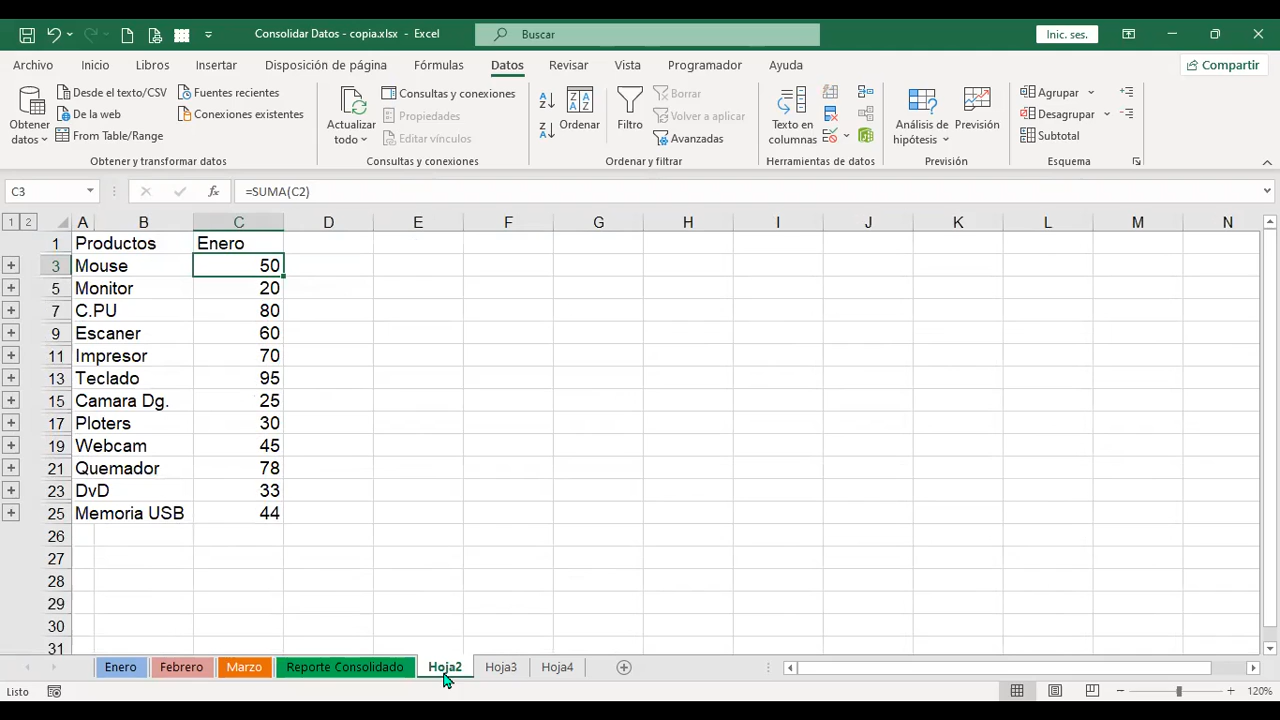 Consolidar Datos - copia.xlsx - Excel
Buscar
Inic. ses.
Archivo Inicio Libros Insertar Disposición de página Fórmulas Datos Revisar Vista Programador Ayuda Compartir
Obtener datos
Desde el texto/CSV
De la web
From Table/Range
Fuentes recientes
Conexiones existentes
Obtener y transformar datos
Actualizar todo
Consultas y conexiones
Propiedades
Editar vínculos
Consultas y conexiones
Ordenar
Filtro
Borrar
Volver a aplicar
Avanzadas
Ordenar y filtrar
Texto en columnas
Herramientas de datos
Análisis de hipótesis
Previsión
Previsión
Agrupar
Desagrupar
Subtotal
Esquema
C3 fx =SUMA(C2)
1 2 A B C D E F G H I J K L M N
1 Productos Enero
3 Mouse 50
5 Monitor 20
7 C.PU 80
9 Escaner 60
11 Impresor 70
13 Teclado 95
15 Camara Dg. 25
17 Ploters 30
19 Webcam 45
21 Quemador 78
23 DvD 33
25 Memoria USB 44
26
27
28
29
30
31
Enero Febrero Marzo Reporte Consolidado Hoja2 Hoja3 Hoja4
Listo 120%